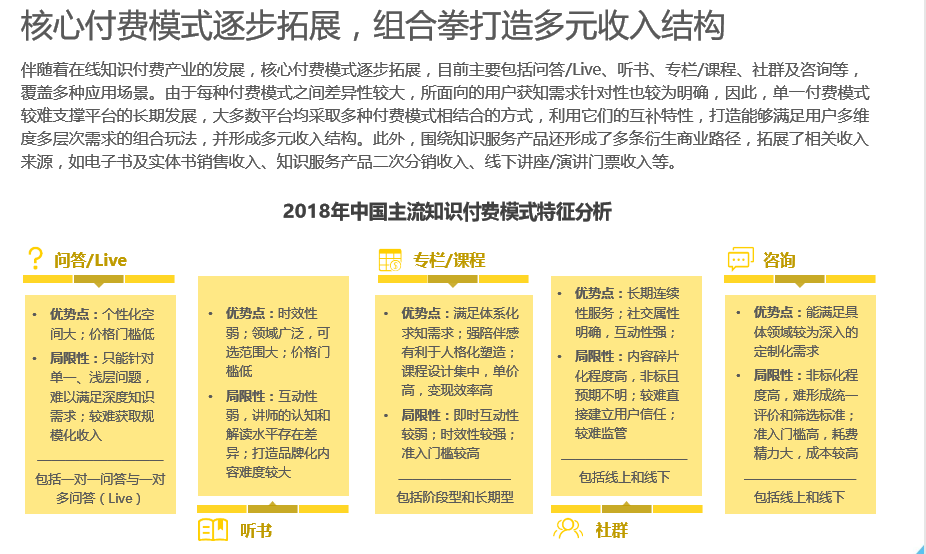 核心付费模式逐步拓展，组合拳打造多元收入结构
伴随着在线知识付费产业的发展，核心付费模式逐步拓展，目前主要包括问答/Live、听书、专栏/课程、社群及咨询等，
覆盖多种应用场景。由于每种付费模式之间差异性较大，所面向的用户获知需求针对性也较为明确，因此，单一付费模式
较难支撑平台的长期发展，大多数平台均采取多种付费模式相结合的方式，利用它们的互补特性，打造能够满足用户多维
度多层次需求的组合玩法，并形成多元收入结构。此外，围绕知识服务产品还形成了多条衍生商业路径，拓展了相关收入
来源，如电子书及实体书销售收入、知识服务产品二次分销收入、线下讲座/演讲门票收入等。
2018年中国主流知识付费模式特征分析
问答/Live
• 优势点：个性化空
间大；价格门槛低
• 局限性：只能针对
单一、浅层问题，
难以满足深度知识
需求；较难获取规
模化收入
包括一对一问答与一对
多问答（Live）
• 优势点：时效性
弱；领域广泛，可
选范围大；价格门
槛低
• 局限性：互动性
弱，讲师的认知和
解读水平存在差
异；打造品牌化内
容难度较大
听书
专栏/课程
• 优势点：满足体系化
求知需求；强陪伴感
有利于人格化塑造；
课程设计集中，单价
高，变现效率高
• 局限性：即时互动性
较弱；时效性较强；
准入门槛较高
包括阶段型和长期型
• 优势点：长期连续
性服务；社交属性
明确，互动性强；
• 局限性：内容碎片
化程度高，非标且
预期不明；较难直
接建立用户信任；
较难监管
包括线上和线下
社群
咨询
• 优势点：能满足具
体领域较为深入的
定制化需求
• 局限性：非标化程
度高，难形成统一
评价和筛选标准；
准入门槛高，耗费
精力大，成本较高
包括线上和线下